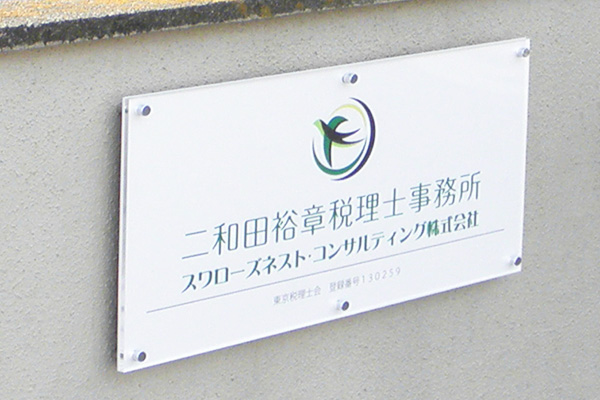 二和田裕章税理士事務所
スワローズネスト・コンサルティング株式会社
東京税理士会 登録番号130259